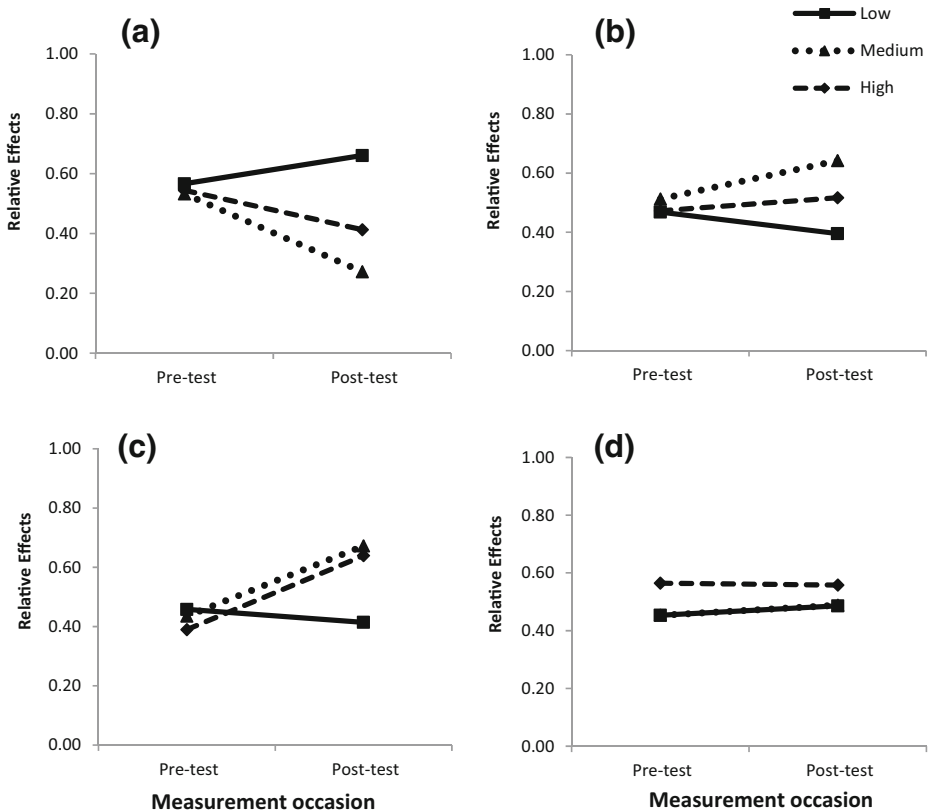 (a)
Relative Effects
1.00
0.80
0.60
0.40
0.20
0.00
Pre-test Post-test
(b)
Low
Medium
High
Relative Effects
1.00
0.80
0.60
0.40
0.20
0.00
Pre-test Post-test
(c)
Relative Effects
1.00
0.80
0.60
0.40
0.20
0.00
Pre-test Post-test
Measurement occasion
(d)
Relative Effects
1.00
0.80
0.60
0.40
0.20
0.00
Pre-test Post-test
Measurement occasion